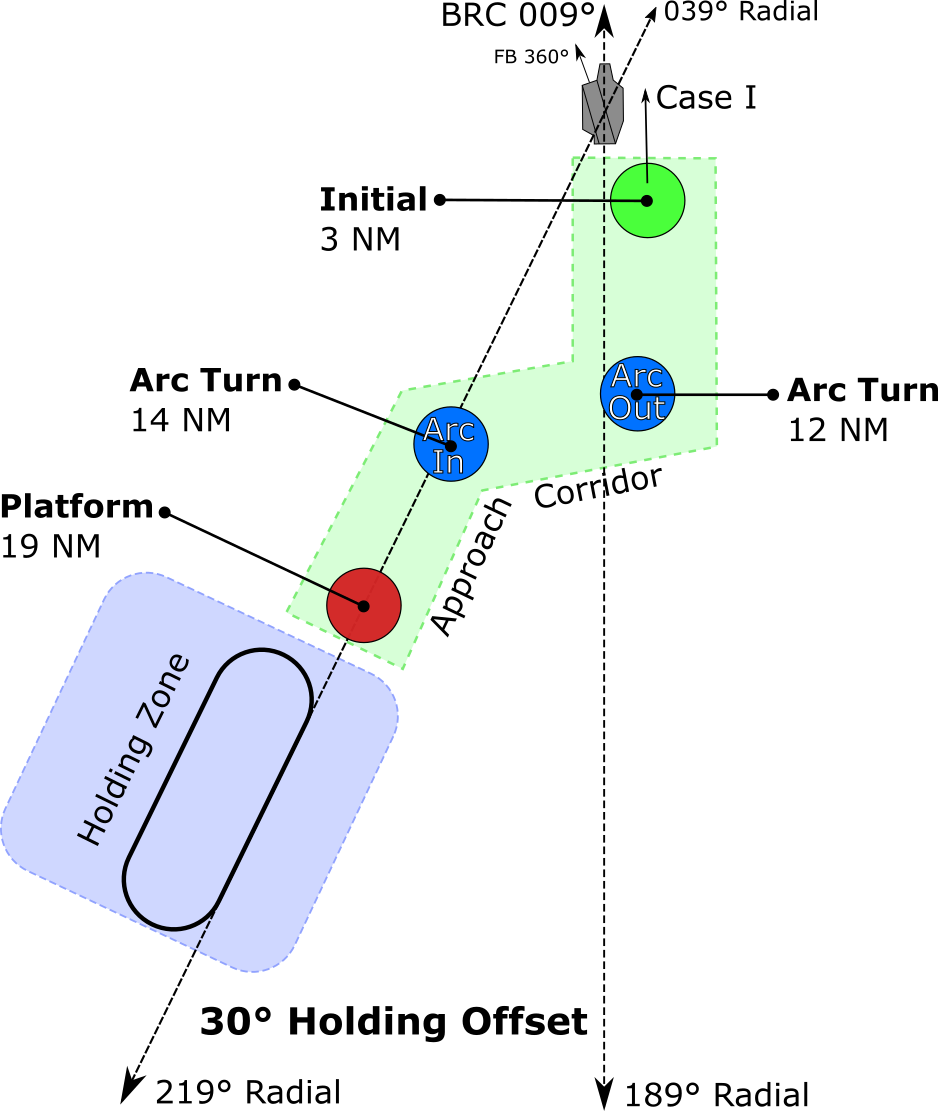 BRC 009°
039° Radial
FB 360°
Case I
Initial
3 NM
Arc Turn
14 NM
Arc
In
Arc
Out
Arc Turn
12 NM
Platform
19 NM
Approach
Corridor
Holding Zone
30° Holding Offset
219° Radial
189° Radial